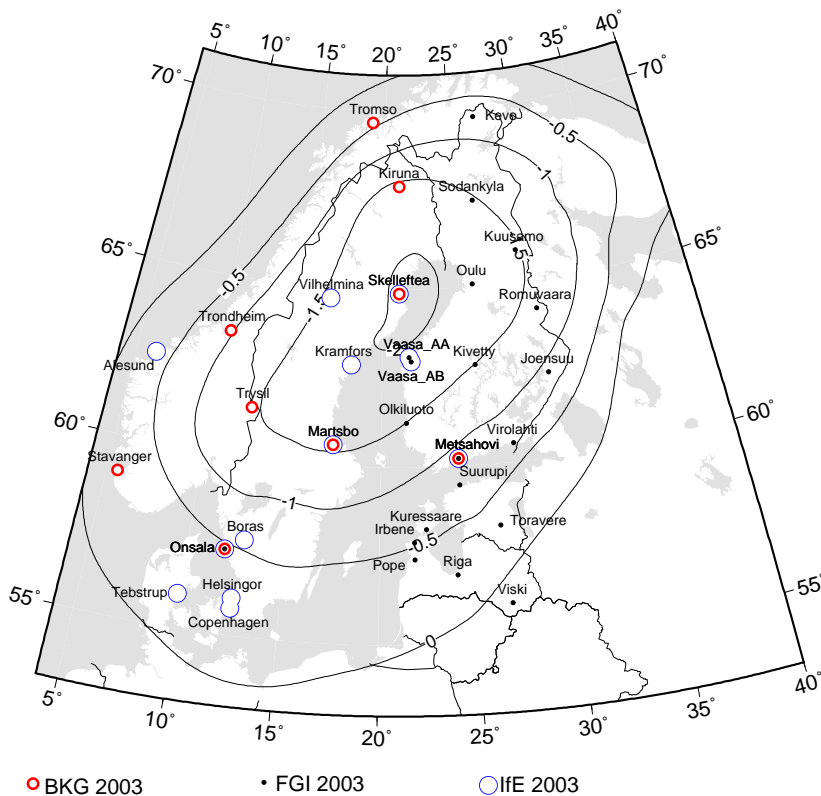 5° 10° 15° 20° 25° 30° 35° 40°
70° 70°
Tromso
Kevo
-0.5
-1
Kiruna
Sodankyla
Kuusamo
65° 65°
-0.5
Oulu
Skelleftea
Vilhelmina
Romuvaara
-1.5
Trondheim
Vaasa_AA
Kramfors
Kivetty
Alesund
Joensuu
Vaasa_AB
Trysil
Olkiluoto
60° 60°
Martsbo
Virolahti
Metsahovi
Stavanger
Suurupi
-1
Kuressaare
Toravere
Boras
Irbene
Onsala
-0.5
Pope
Riga
Helsingor
Tebstrup
Viski
55° 55°
Copenhagen
0
5° 10° 15° 20° 25° 30° 35° 40°
BKG 2003 FGI 2003 IfE 2003